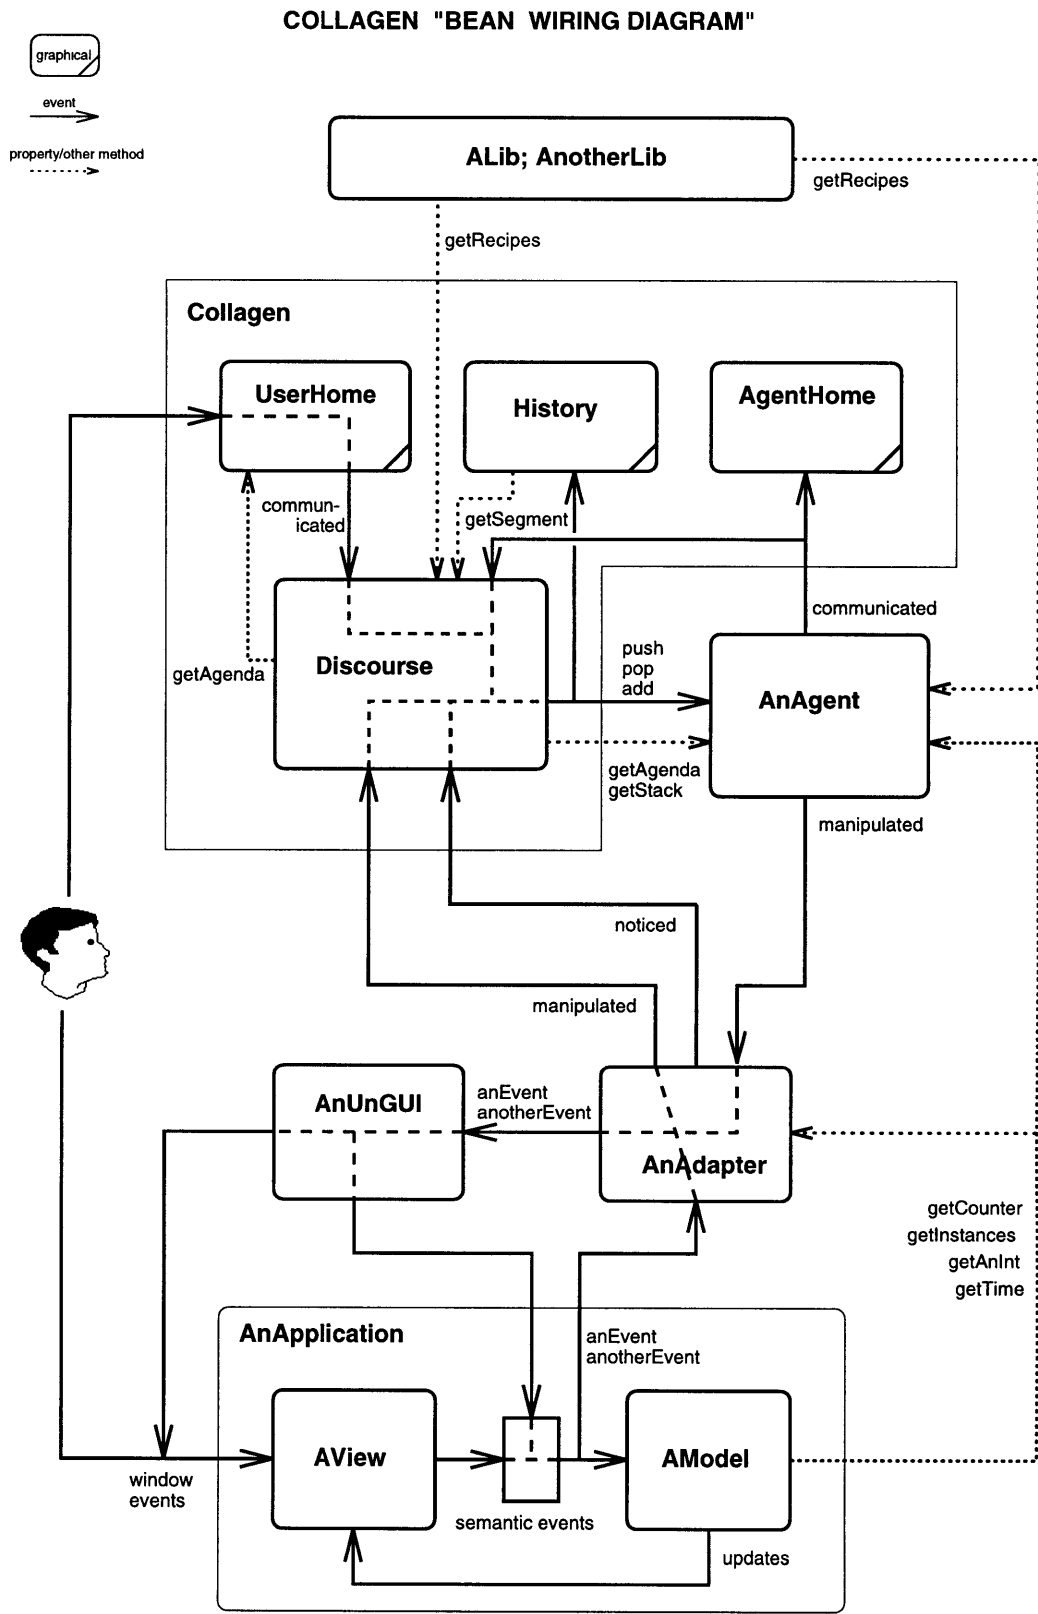 COLLAGEN "BEAN WIRING DIAGRAM"
graphical
event
property/other method
ALib; AnotherLib
getRecipes
getRecipes
Collagen
UserHome
History
AgentHome
commun-
icated
getSegment
communicated
getAgenda
Discourse
push
pop
add
AnAgent
getAgenda
getStack
manipulated
noticed
manipulated
AnUnGUI
anEvent
anotherEvent
AnAdapter
getCounter
getInstances
getAnInt
getTime
AnApplication
anEvent
anotherEvent
AView
AModel
window
events
semantic events
updates